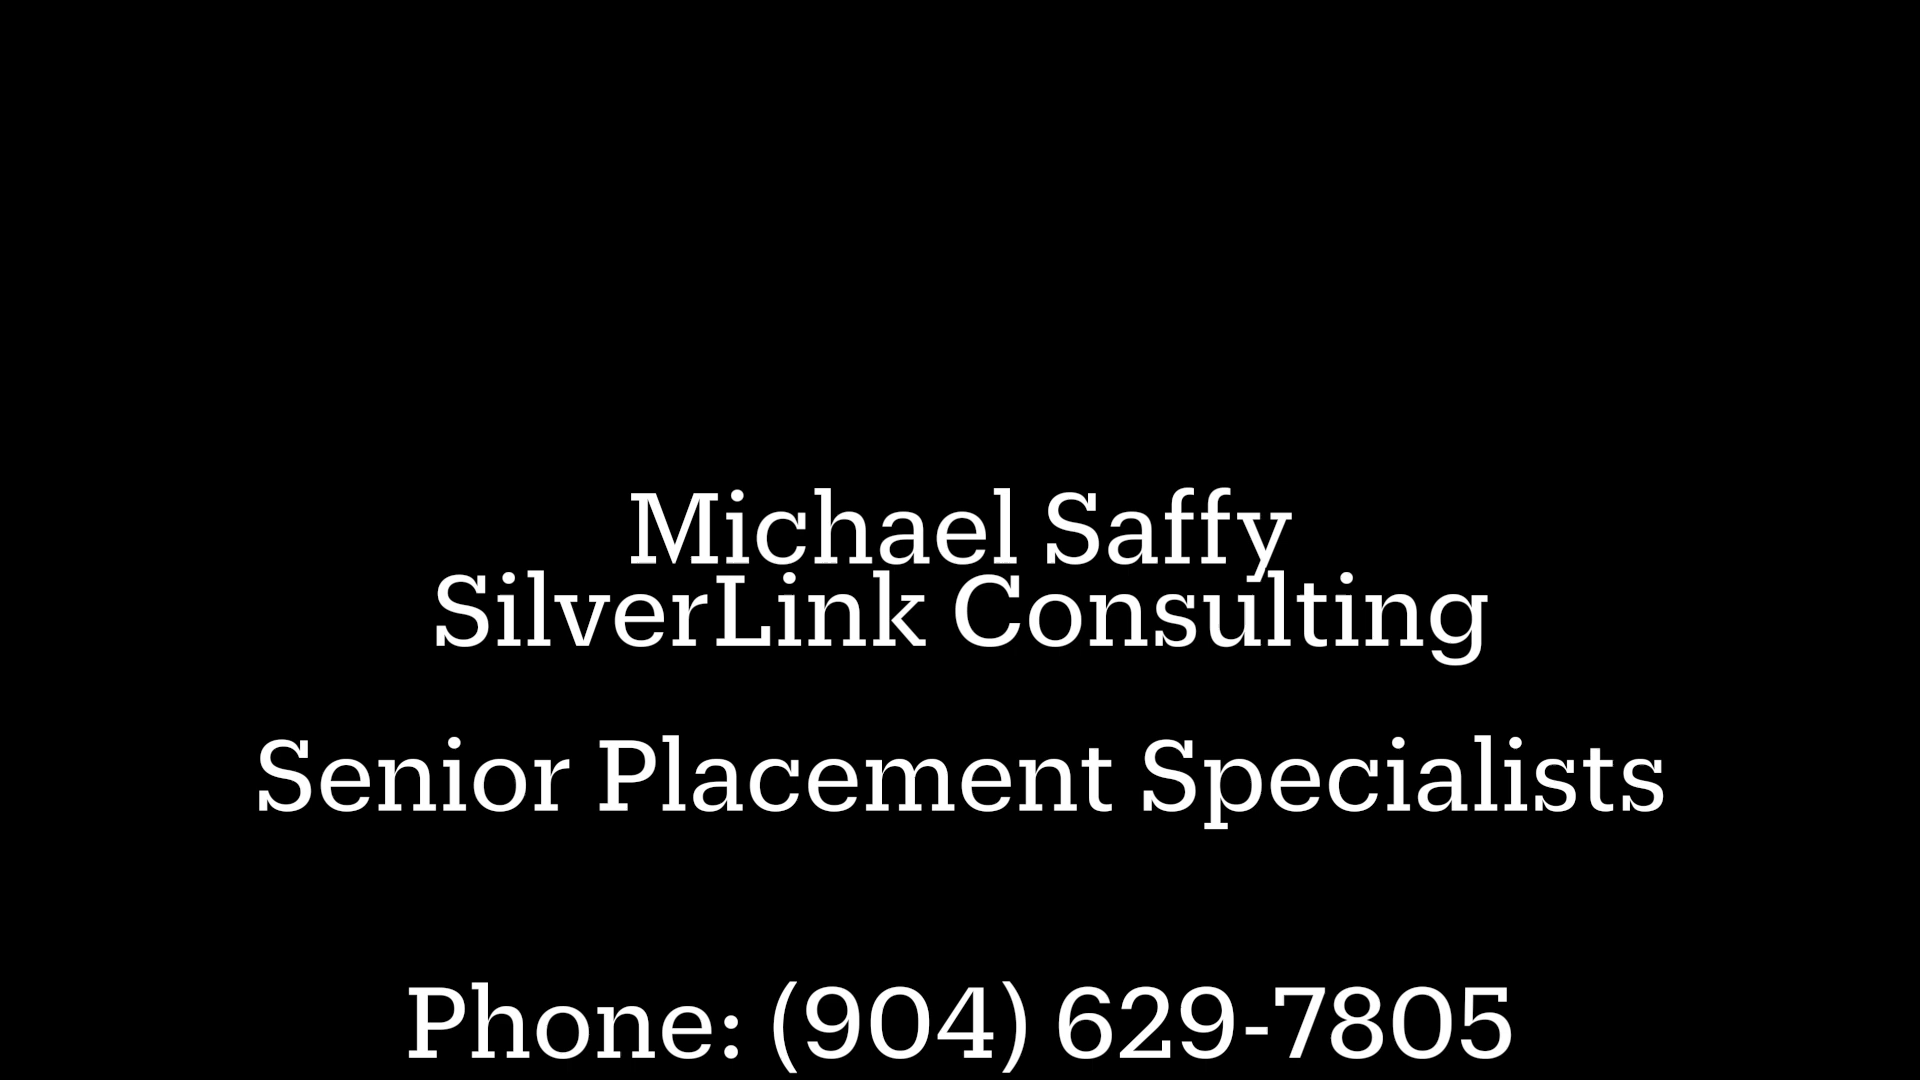 Michael Saffy
SilverLink Consulting
Senior Placement Specialists
Phone: (904) 629-7805